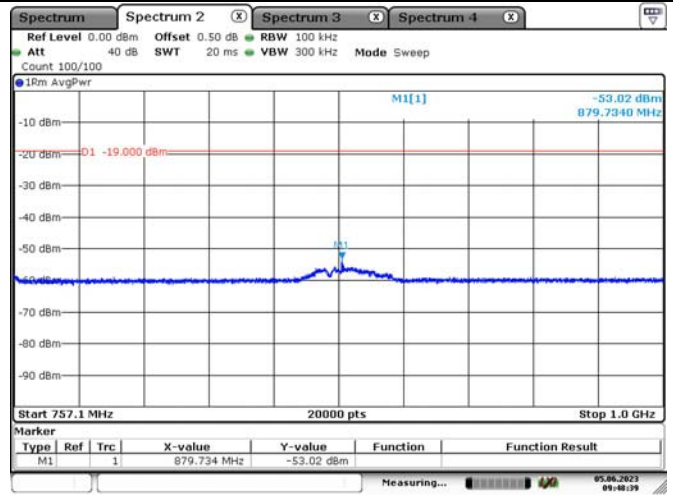 Spectrum Spectrum 2 X Spectrum 3 X Spectrum 4 X
Ref Level 0.00 dBm Offset 0.50 dB RBW 100 kHz
Att 40 dB SWT 20 ms VBW 300 kHz Mode Sweep
Count 100/100
1Rm AvgPwr
M1[1] -53.02 dBm
879.7340 MHz
-10 dBm
-20 dBm D1 -19.000 dBm
-30 dBm
-40 dBm
-50 dBm
M1
-70 dBm
-80 dBm
-90 dBm
Start 757.1 MHz 20000 pts Stop 1.0 GHz
Marker
Type Ref Trc X-value Y-value Function Function Result
M1 1 879.734 MHz -53.02 dBm
Measuring... 05.06.2023
09:48:39